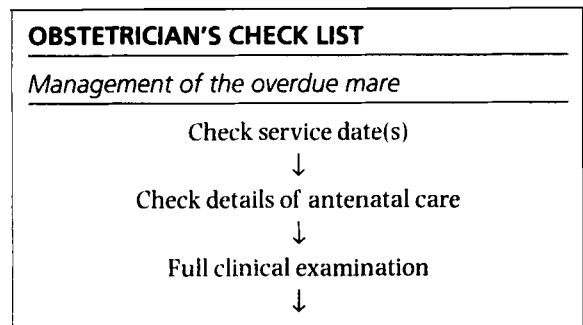 OBSTETRICIAN'S CHECK LIST
Management of the overdue mare
Check service date(s)
↓
Check details of antenatal care
↓
Full clinical examination
↓